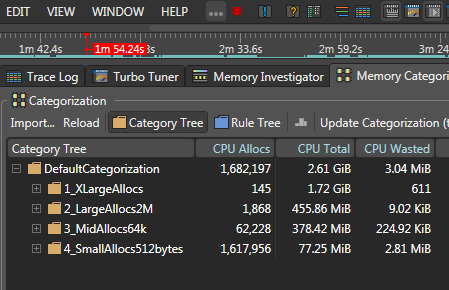 EDIT VIEW WINDOW HELP
1m 42.4s 1m 54.24s 2m 33.6s 2m 59.2s 3m 24
Trace Log Turbo Tuner Memory Investigator Memory Categori
Categorization
Import... Reload Category Tree Rule Tree Update Categorization (t
Category Tree CPU Allocs CPU Total CPU Wasted
DefaultCategorization 1,682,197 2.61 GiB 3.04 MiB
1_XLargeAllocs 145 1.72 GiB 611
2_LargeAllocs2M 1,868 455.86 MiB 9.02 KiB
3_MidAllocs64k 62,228 378.42 MiB 224.92 KiB
4_SmallAllocs512bytes 1,617,956 77.25 MiB 2.81 MiB